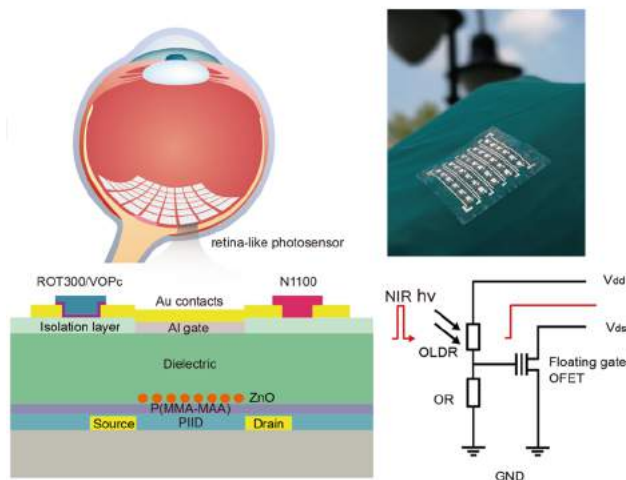 retina-like photosensor
ROT300/VOPc
Au contacts
N1100
Isolation layer
Al gate
Dielectric
ZnO
P(MMA-MAA)
Source
PIID
Drain
NIR hv
Vdd
Vds
OLDR
Floating gate
OFET
OR
GND